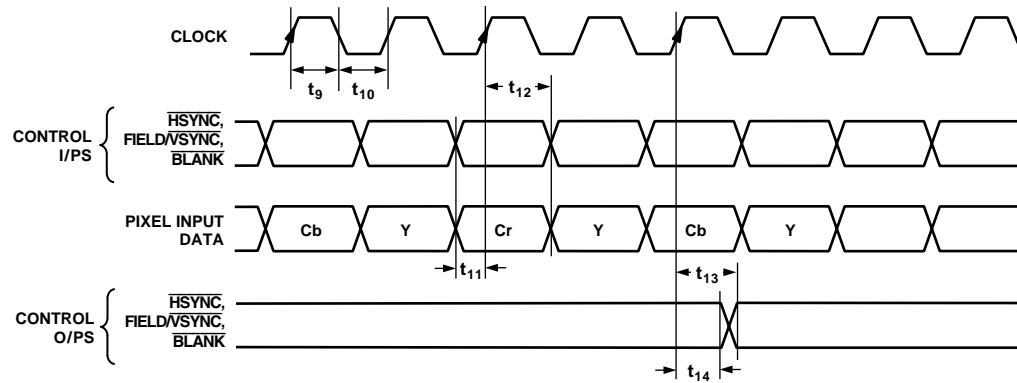 CLOCK
t9 t10 t12
CONTROL I/PS
HSYNC,
FIELD/VSYNC,
BLANK
PIXEL INPUT DATA
Cb Y Cr Y Cb Y
t11 t13
CONTROL O/PS
HSYNC,
FIELD/VSYNC,
BLANK
t14